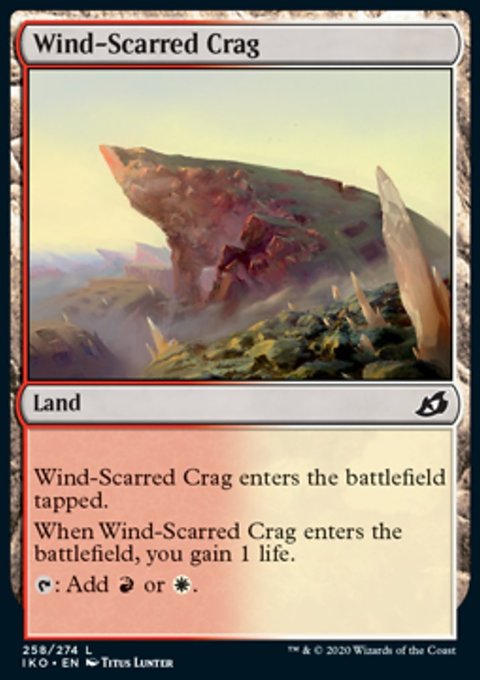 Wind-Scarred Crag
Land
Wind-Scarred Crag enters the battlefield
tapped.
When Wind-Scarred Crag enters the
battlefield, you gain 1 life.
: Add or .
258/274 L
IKO • EN Titus Lunter
™ & © 2020 Wizards of the Coast